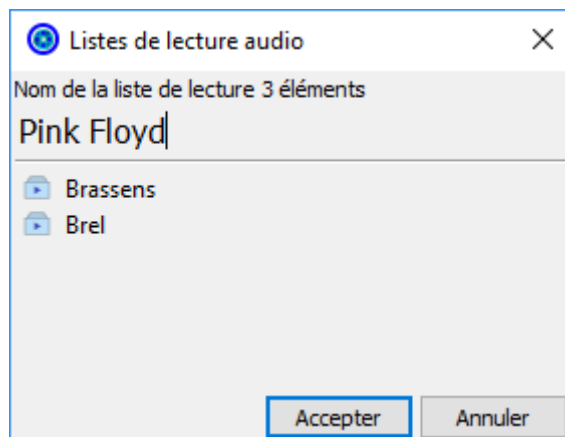 Listes de lecture audio
Nom de la liste de lecture 3 éléments
Pink Floyd
Brassens
Brel
Accepter Annuler